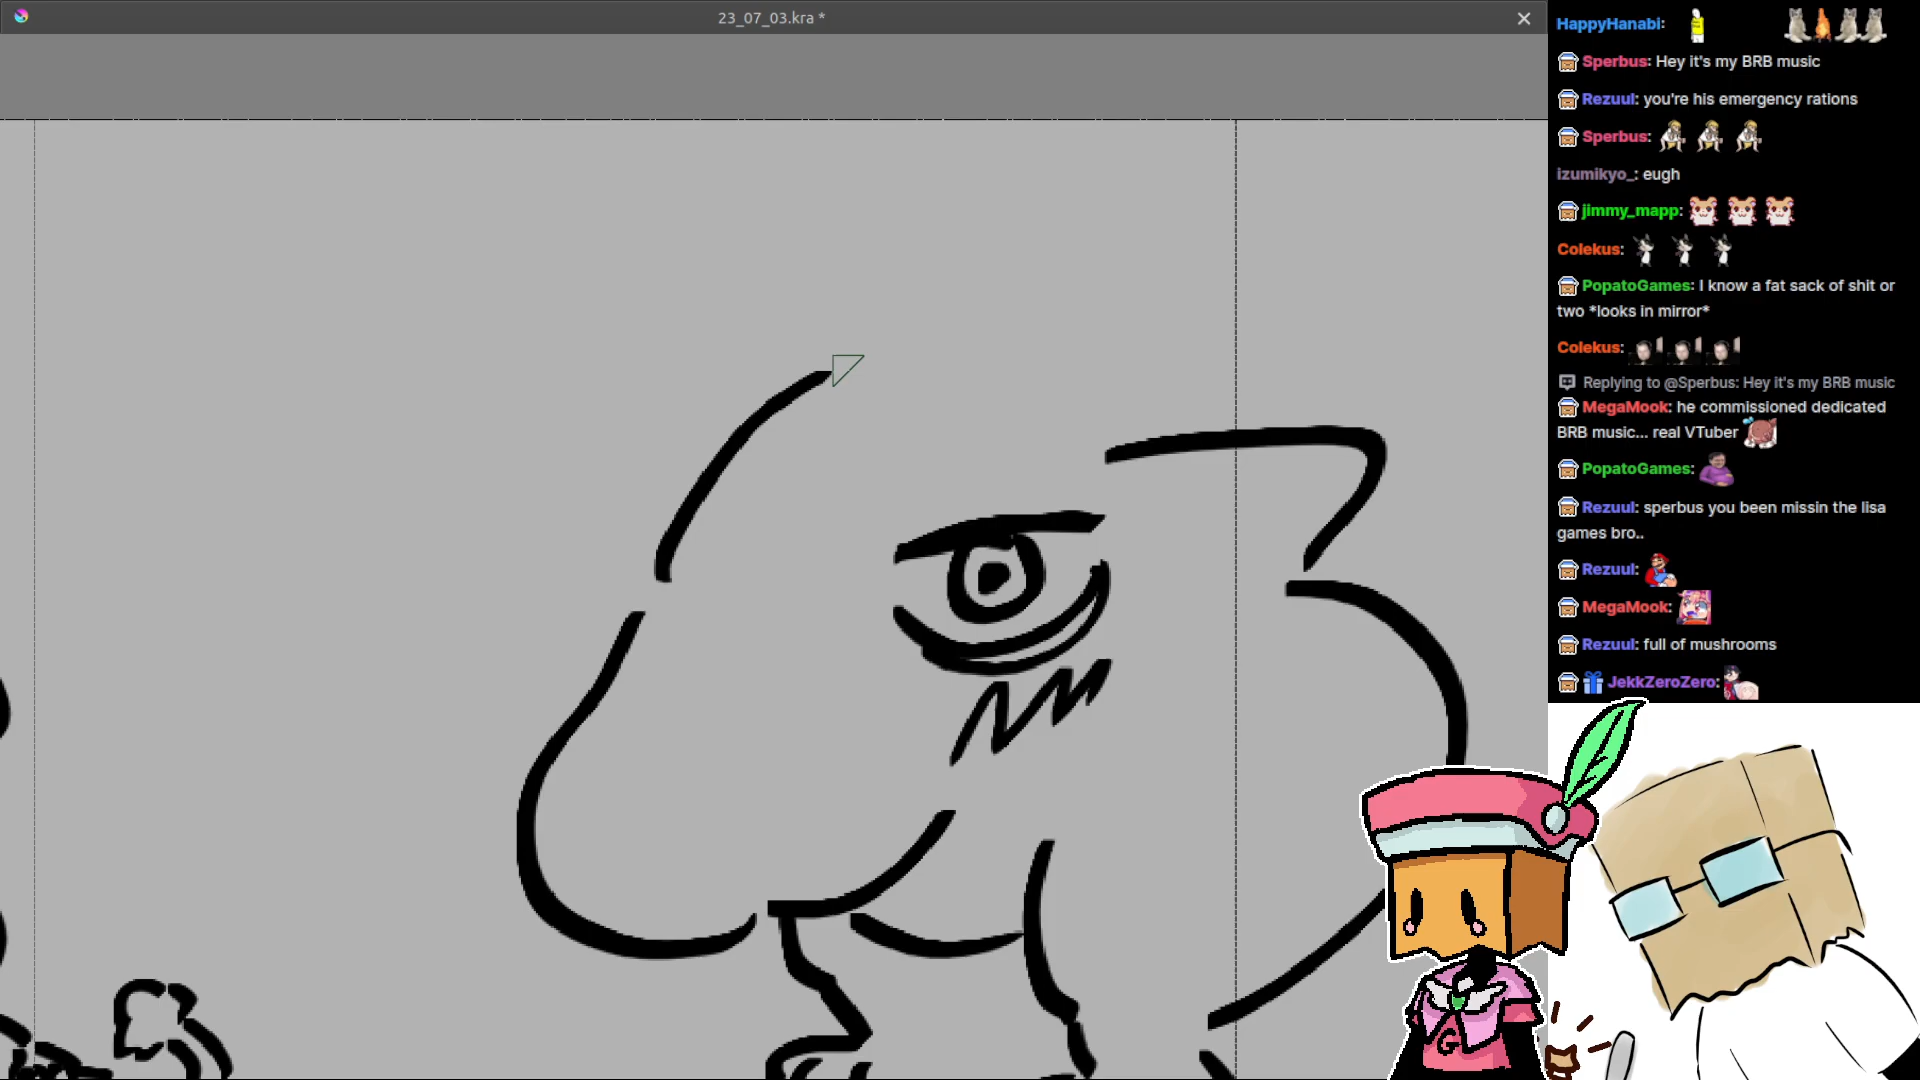 23_07_03.kra *
HappyHanabi:
Sperbus: Hey it's my BRB music
Rezuul: you're his emergency rations
Sperbus:
izumikyo_: eugh
jimmy_mapp:
Colekus:
PopatoGames: I know a fat sack of shit or
two *looks in mirror*
Colekus:
Replying to @Sperbus: Hey it's my BRB music
MegaMook: he commissioned dedicated
BRB music... real VTuber
PopatoGames:
Rezuul: sperbus you been missin the lisa
games bro..
Rezuul:
MegaMook:
Rezuul: full of mushrooms
JekkZeroZero:
G